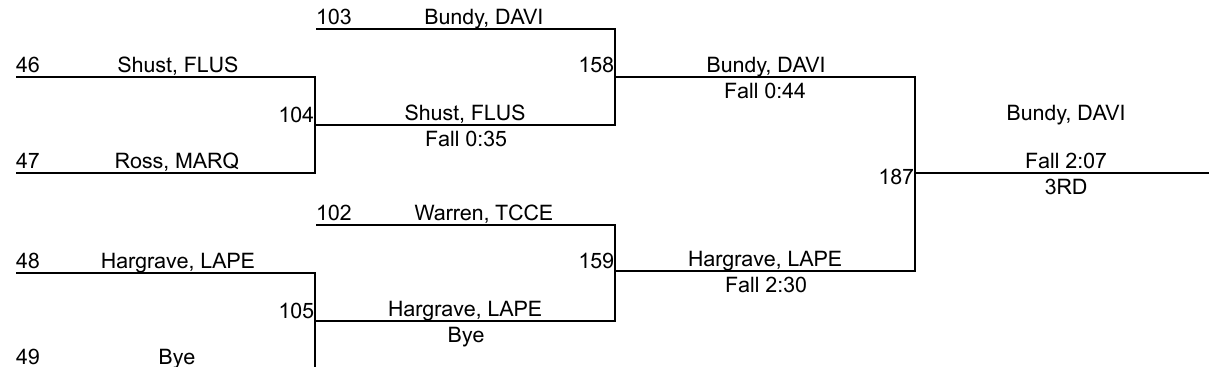 103 Bundy, DAVI
46 Shust, FLUS
158
Bundy, DAVI
Fall 0:44
104
Shust, FLUS
Fall 0:35
Bundy, DAVI
47 Ross, MARQ
Fall 2:07
187
3RD
102 Warren, TCCE
48 Hargrave, LAPE
159
Hargrave, LAPE
Fall 2:30
105
Hargrave, LAPE
Bye
49 Bye